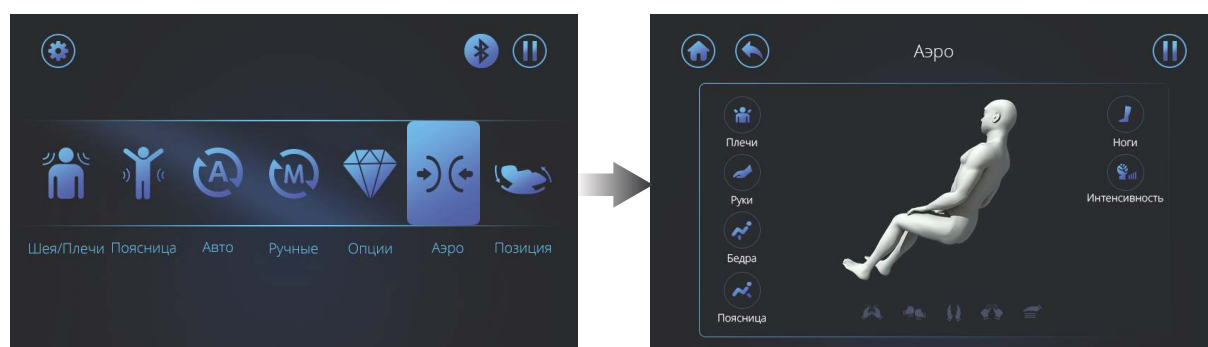 A
M
Шея/Плечи Поясница Авто Ручные Опции Аэро Позиция
Аэро
Плечи
Руки
Бедра
Поясница
Ноги
Интенсивность